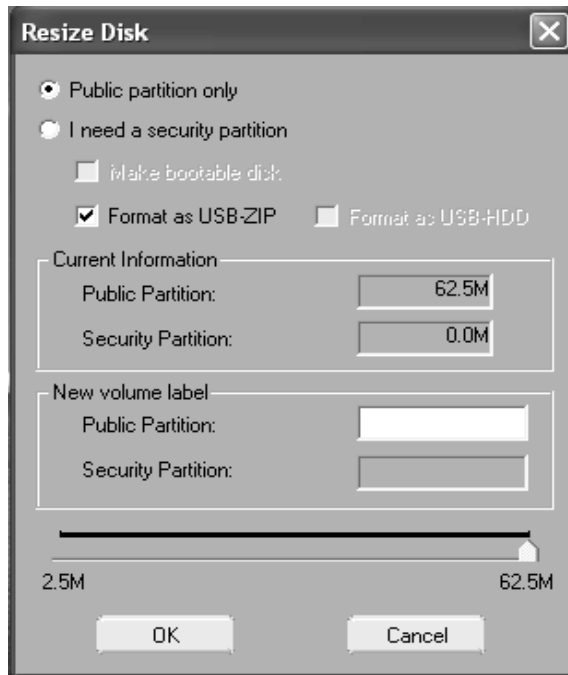 Resize Disk
Public partition only
I need a security partition
Make bootable disk
Format as USB-ZIP Format as USB-HDD
Current Information
Public Partition: 62.5M
Security Partition: 0.0M
New volume label
Public Partition:
Security Partition:
2.5M 62.5M
OK Cancel